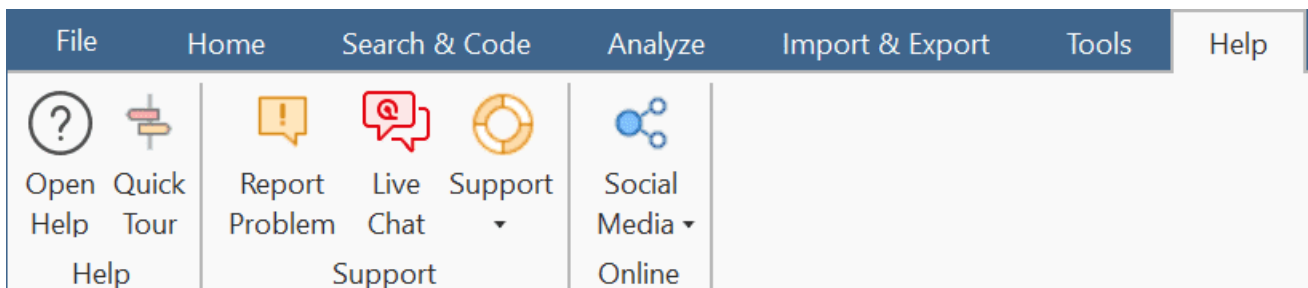 File Home Search & Code Analyze Import & Export Tools Help
Open Quick Report Live Support Social
Help Tour Problem Chat Media
Help Support Online